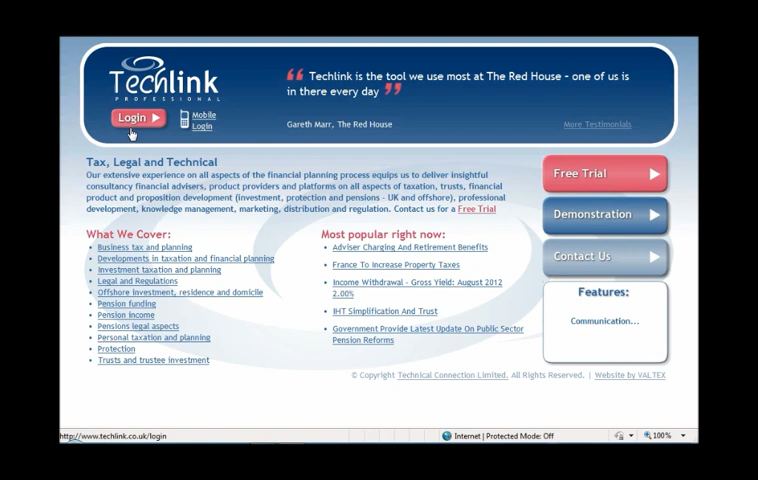 Techlink
PROFESSIONAL
Login
Mobile
Login
“ Techlink is the tool we use most at The Red House – one of us is
in there every day ”
Gareth Marr, The Red House
More Testimonials
Tax, Legal and Technical
Our extensive experience on all aspects of the financial planning process equips us to deliver insightful
consultancy financial advisers, product providers and platforms on all aspects of taxation, trusts, financial
product and proposition development (investment, protection and pensions - UK and offshore), professional
development, knowledge management, marketing, distribution and regulation. Contact us for a Free Trial
What We Cover:
• Business tax and planning
• Developments in taxation and financial planning
• Investment taxation and planning
• Legal and Regulations
• Offshore investment, residence and domicile
• Pension funding
• Pension income
• Pensions legal aspects
• Personal taxation and planning
• Protection
• Trusts and trustee investment
Most popular right now:
• Adviser Charging And Retirement Benefits
• France To Increase Property Taxes
• Income Withdrawal - Gross Yield: August 2012
2.00%
• IHT Simplification And Trust
• Government Provide Latest Update On Public Sector
Pension Reforms
Free Trial
Demonstration
Contact Us
Features:
Communication...
© Copyright Technical Connection Limited. All Rights Reserved. | Website by VALTEX
http://www.techlink.co.uk/login
Internet | Protected Mode: Off
100%